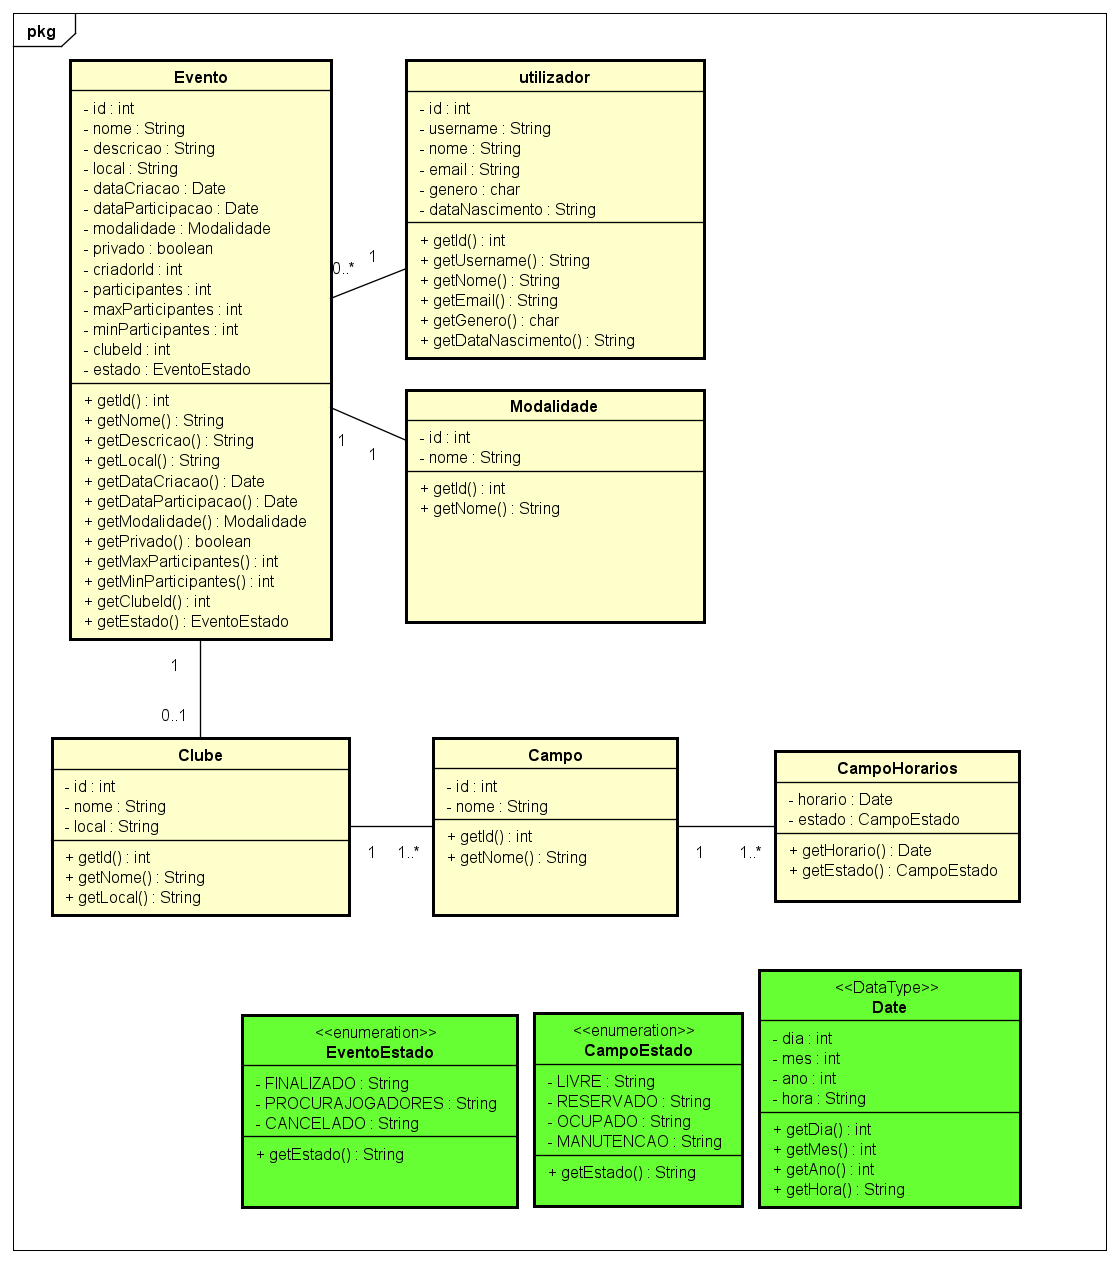 pkg
Evento
- id : int
- nome : String
- descricao : String
- local : String
- dataCriacao : Date
- dataParticipacao : Date
- modalidade : Modalidade
- privado : boolean
- criadorId : int
- participantes : int
- maxParticipantes : int
- minParticipantes : int
- clubeId : int
- estado : EventoEstado
+ getId() : int
+ getNome() : String
+ getDescricao() : String
+ getLocal() : String
+ getDataCriacao() : Date
+ getDataParticipacao() : Date
+ getModalidade() : Modalidade
+ getPrivado() : boolean
+ getMaxParticipantes() : int
+ getMinParticipantes() : int
+ getClubeId() : int
+ getEstado() : EventoEstado
0..*
1
utilizador
- id : int
- username : String
- nome : String
- email : String
- genero : char
- dataNascimento : String
+ getId() : int
+ getUsername() : String
+ getNome() : String
+ getEmail() : String
+ getGenero() : char
+ getDataNascimento() : String
1
1
Modalidade
- id : int
- nome : String
+ getId() : int
+ getNome() : String
1
0..1
Clube
- id : int
- nome : String
- local : String
+ getId() : int
+ getNome() : String
+ getLocal() : String
1
1..*
Campo
- id : int
- nome : String
+ getId() : int
+ getNome() : String
1
1..*
CampoHorarios
- horario : Date
- estado : CampoEstado
+ getHorario() : Date
+ getEstado() : CampoEstado
<<enumeration>>
EventoEstado
- FINALIZADO : String
- PROCURAJOGADORES : String
- CANCELADO : String
+ getEstado() : String
<<enumeration>>
CampoEstado
- LIVRE : String
- RESERVADO : String
- OCUPADO : String
- MANUTENCAO : String
+ getEstado() : String
<<DataType>>
Date
- dia : int
- mes : int
- ano : int
- hora : String
+ getDia() : int
+ getMes() : int
+ getAno() : int
+ getHora() : String